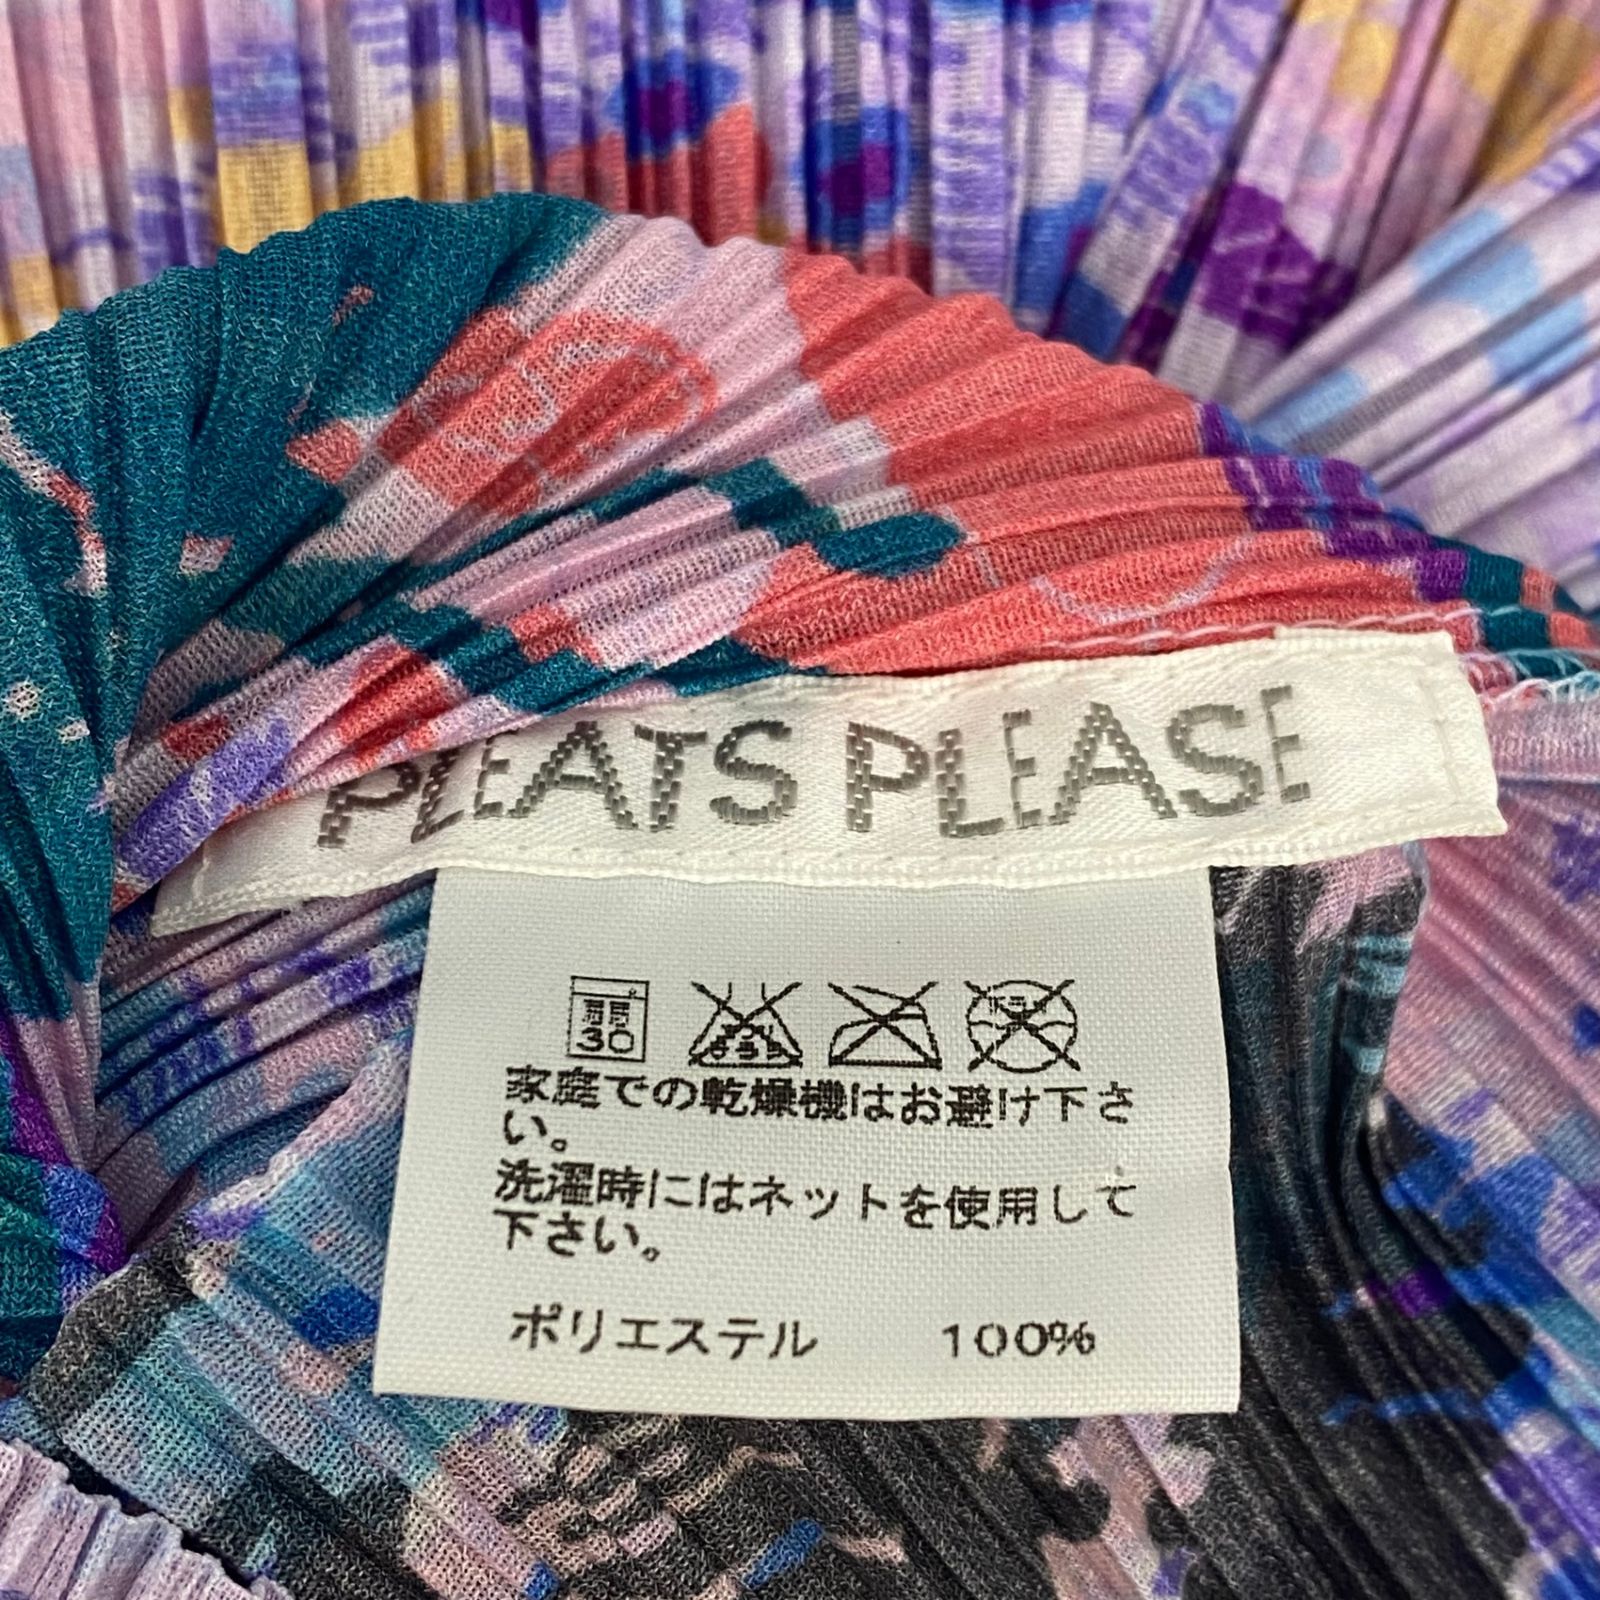 PLEATS PLEASE
30
家庭での乾燥機はお避け下さ
い。
洗濯時にはネットを使用して
下さい。
ポリエステル 100%